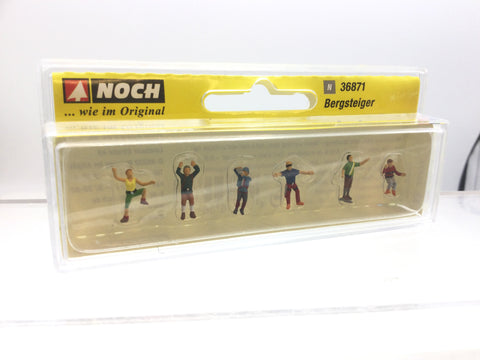 NOCH
... wie im Original
N 36871
Bergsteiger